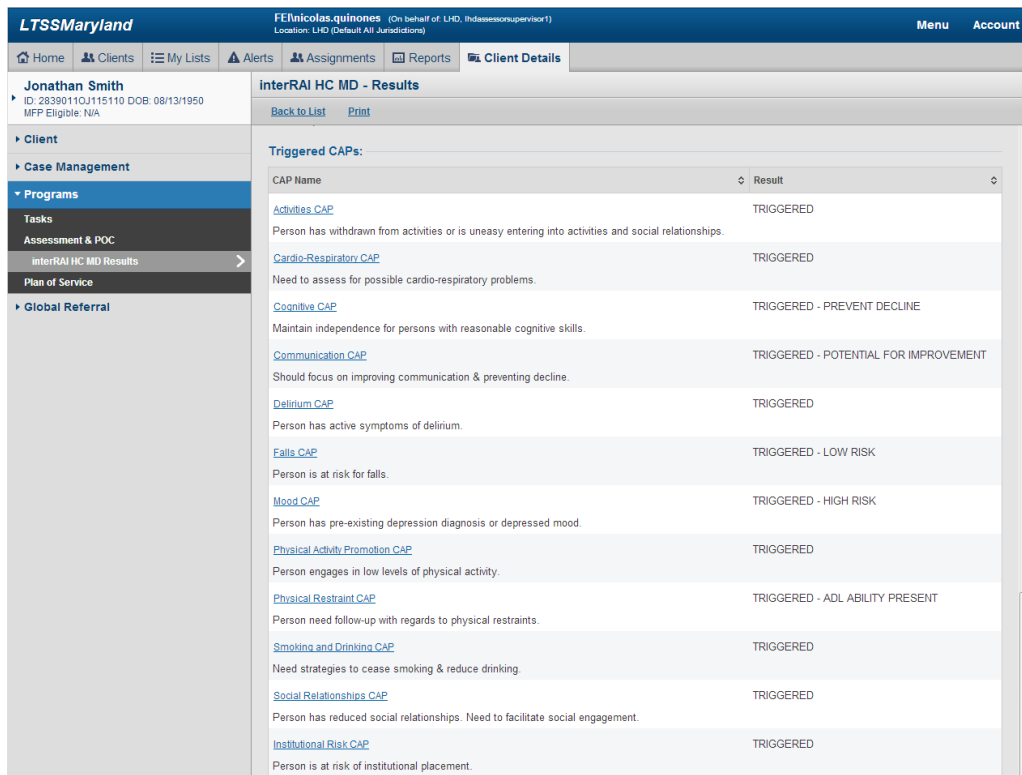 LTSSMaryland
FEI\nicolas.quinones (On behalf of: LHD, lhdassessorsupervisor1)
Location: LHD (Default All Jurisdictions)
Menu Account
Home Clients My Lists Alerts Assignments Reports Client Details
Jonathan Smith
ID: 2839011OJ115110 DOB: 08/13/1950
MFP Eligible: N/A
Client
Case Management
Programs
Tasks
Assessment & POC
interRAI HC MD Results
Plan of Service
Global Referral
interRAI HC MD - Results
Back to List Print
Triggered CAPs:
CAP Name Result
Activities CAP TRIGGERED
Person has withdrawn from activities or is uneasy entering into activities and social relationships.
Cardio-Respiratory CAP TRIGGERED
Need to assess for possible cardio-respiratory problems.
Cognitive CAP TRIGGERED - PREVENT DECLINE
Maintain independence for persons with reasonable cognitive skills.
Communication CAP TRIGGERED - POTENTIAL FOR IMPROVEMENT
Should focus on improving communication & preventing decline.
Delirium CAP TRIGGERED
Person has active symptoms of delirium.
Falls CAP TRIGGERED - LOW RISK
Person is at risk for falls.
Mood CAP TRIGGERED - HIGH RISK
Person has pre-existing depression diagnosis or depressed mood.
Physical Activity Promotion CAP TRIGGERED
Person engages in low levels of physical activity.
Physical Restraint CAP TRIGGERED - ADL ABILITY PRESENT
Person need follow-up with regards to physical restraints.
Smoking and Drinking CAP TRIGGERED
Need strategies to cease smoking & reduce drinking.
Social Relationships CAP TRIGGERED
Person has reduced social relationships. Need to facilitate social engagement.
Institutional Risk CAP TRIGGERED
Person is at risk of institutional placement.